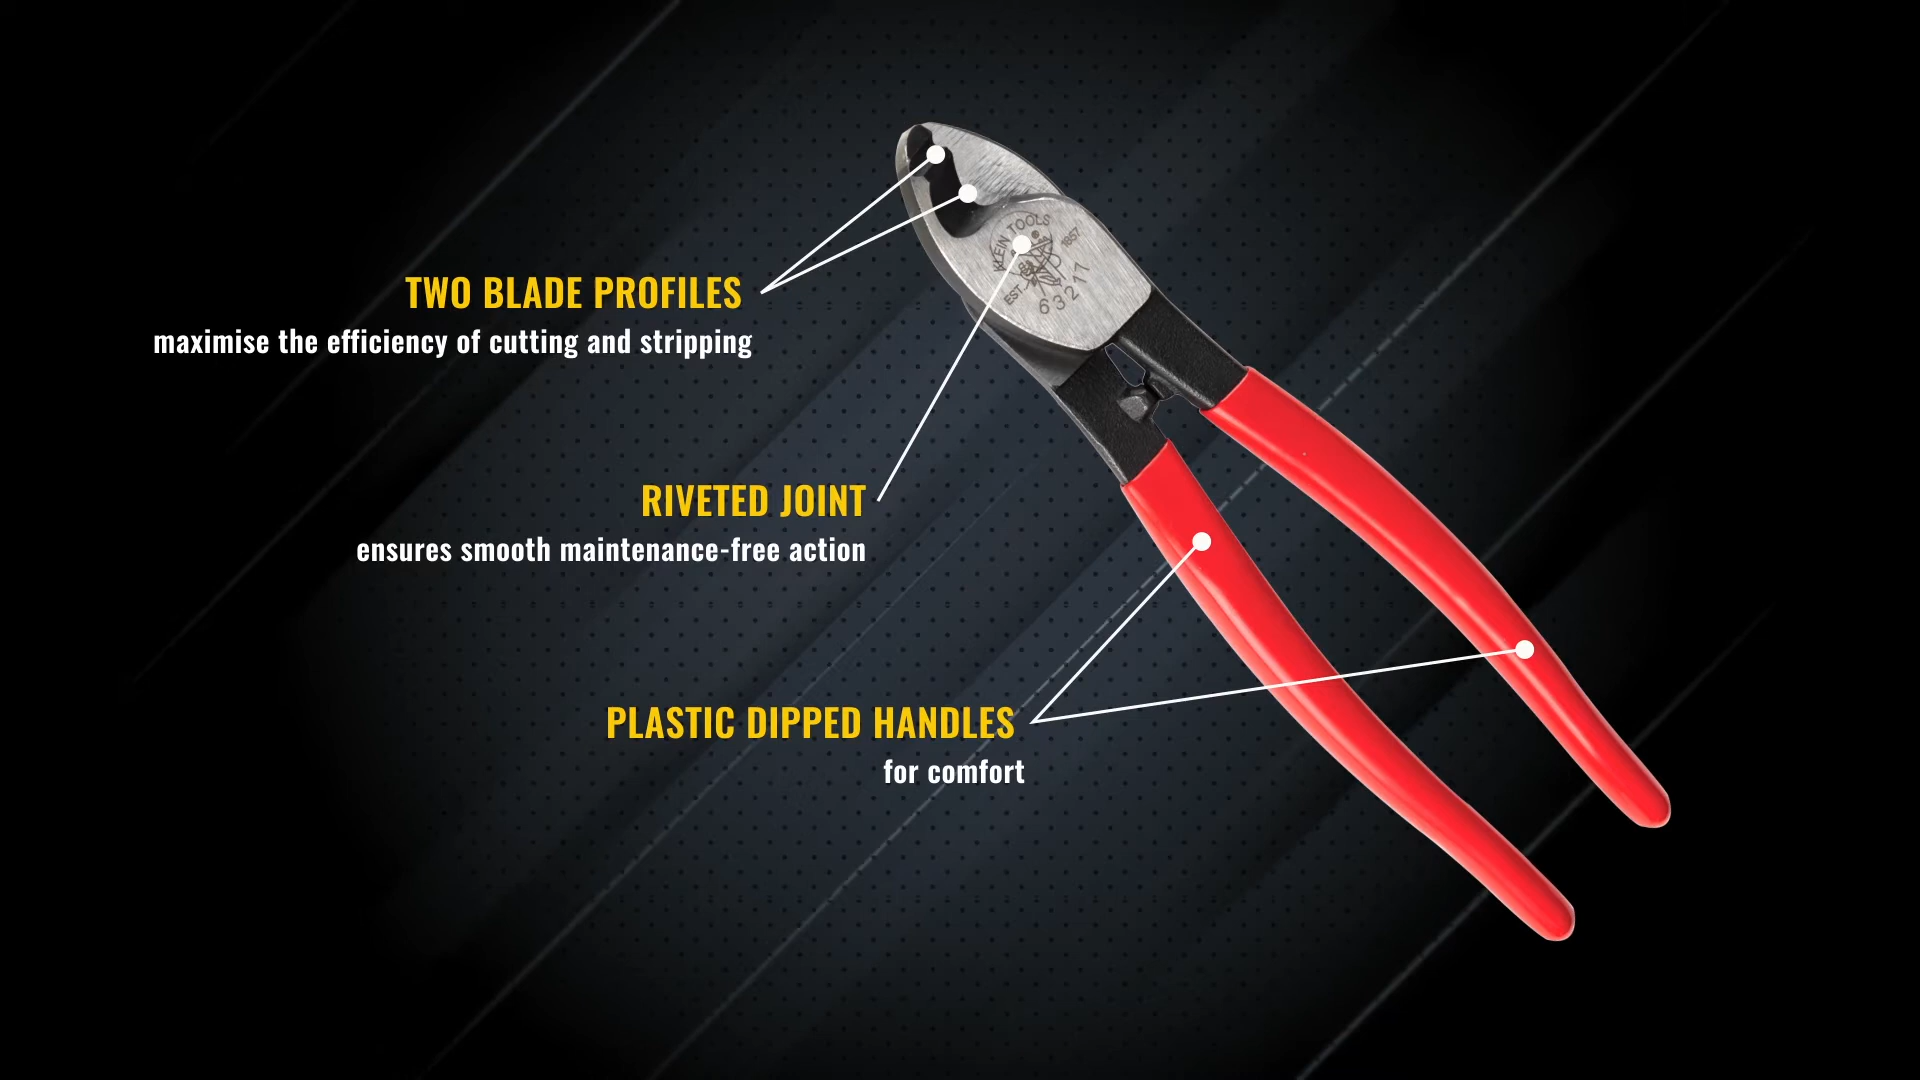 KLEIN TOOLS
EST. 1857
63217
TWO BLADE PROFILES
maximise the efficiency of cutting and stripping
RIVETED JOINT
ensures smooth maintenance-free action
PLASTIC DIPPED HANDLES
for comfort